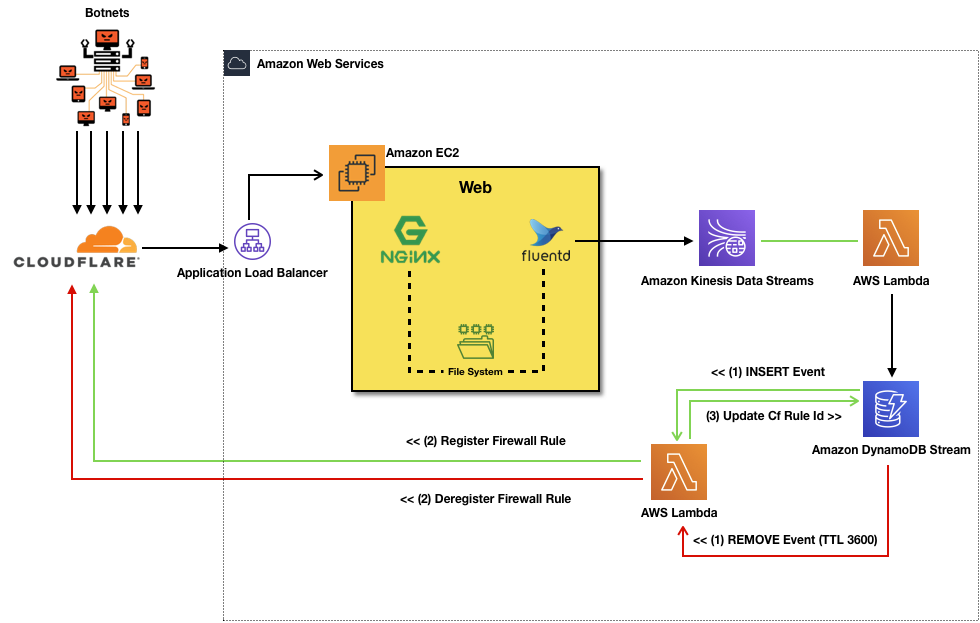 Botnets
Amazon Web Services
Amazon EC2
Web
NGiNX
fluentd
CLOUDFLARE
Application Load Balancer
Amazon Kinesis Data Streams
AWS Lambda
File System
<< (1) INSERT Event
(3) Update Cf Rule Id >>
<< (2) Register Firewall Rule
Amazon DynamoDB Stream
<< (2) Deregister Firewall Rule
AWS Lambda
<< (1) REMOVE Event (TTL 3600)